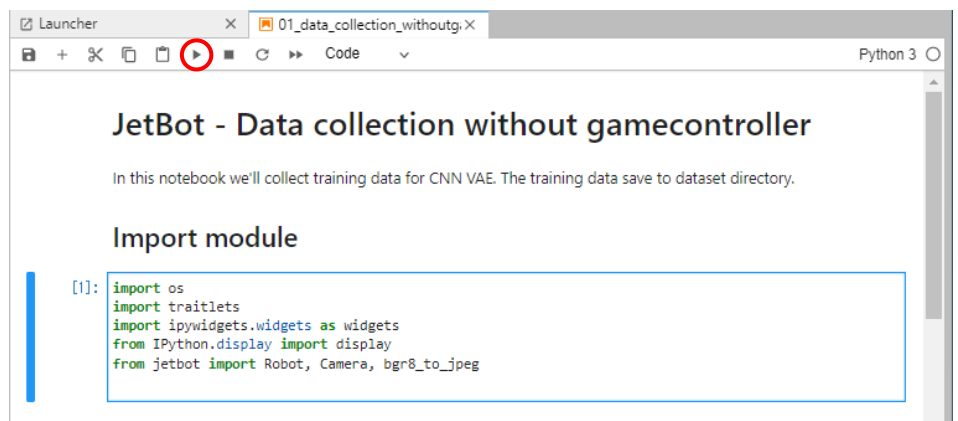 Launcher
01_data_collection_withoutga
Code
Python 3
JetBot - Data collection without gamecontroller
In this notebook we'll collect training data for CNN VAE. The training data save to dataset directory.
Import module
[1]:
import os
import traitlets
import ipywidgets.widgets as widgets
from IPython.display import display
from jetbot import Robot, Camera, bgr8_to_jpeg